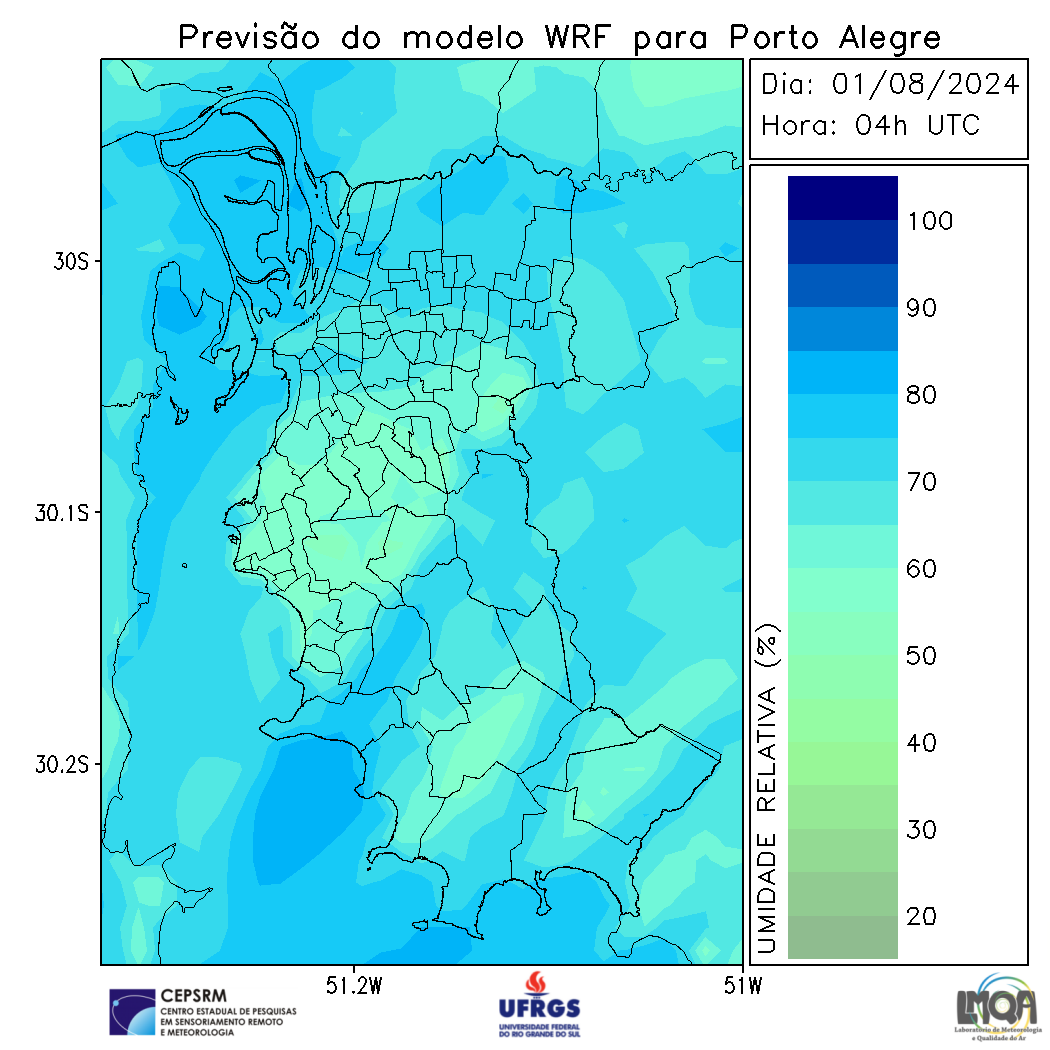 Previsão do modelo WRF para Porto Alegre
Dia: 01/08/2024
Hora: 04h UTC
100
90
80
70
60
50
40
30
20
UMIDADE RELATIVA (%)
30S
30.1S
30.2S
51.2W
51W
CEPSRM
CENTRO ESTADUAL DE PESQUISAS
EM SENSORIAMENTO REMOTO
E METEOROLOGIA
UFRGS
UNIVERSIDADE FEDERAL
DO RIO GRANDE DO SUL
LMQA
Laboratório de Meteorologia
e Qualidade do Ar